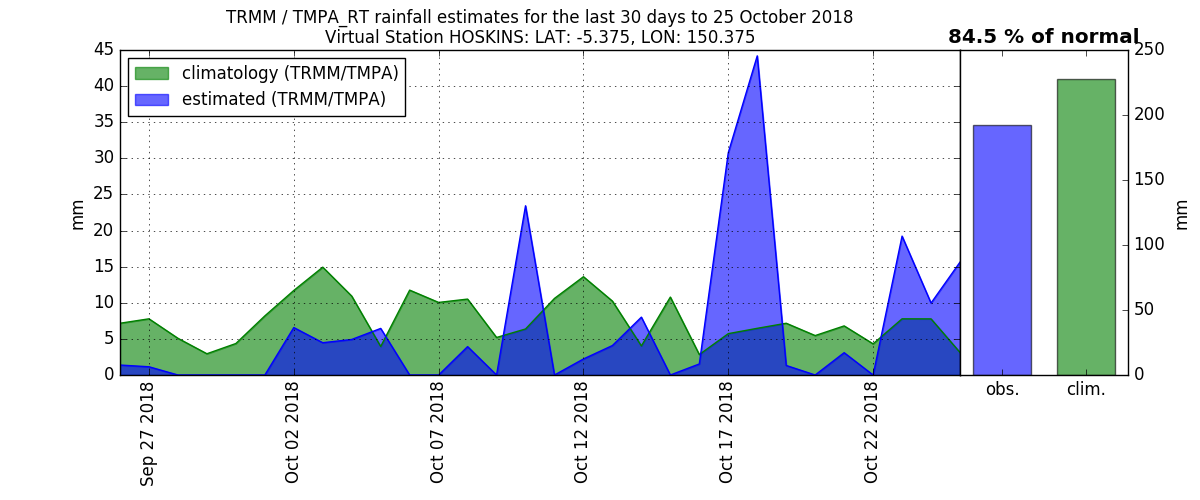 TRMM / TMPA_RT rainfall estimates for the last 30 days to 25 October 2018
Virtual Station HOSKINS: LAT: -5.375, LON: 150.375
84.5 % of normal
climatology (TRMM/TMPA)
estimated (TRMM/TMPA)
45
40
35
30
25
20
15
10
5
0
mm
Sep 27 2018
Oct 02 2018
Oct 07 2018
Oct 12 2018
Oct 17 2018
Oct 22 2018
obs.
clim.
250
200
150
100
50
0
mm